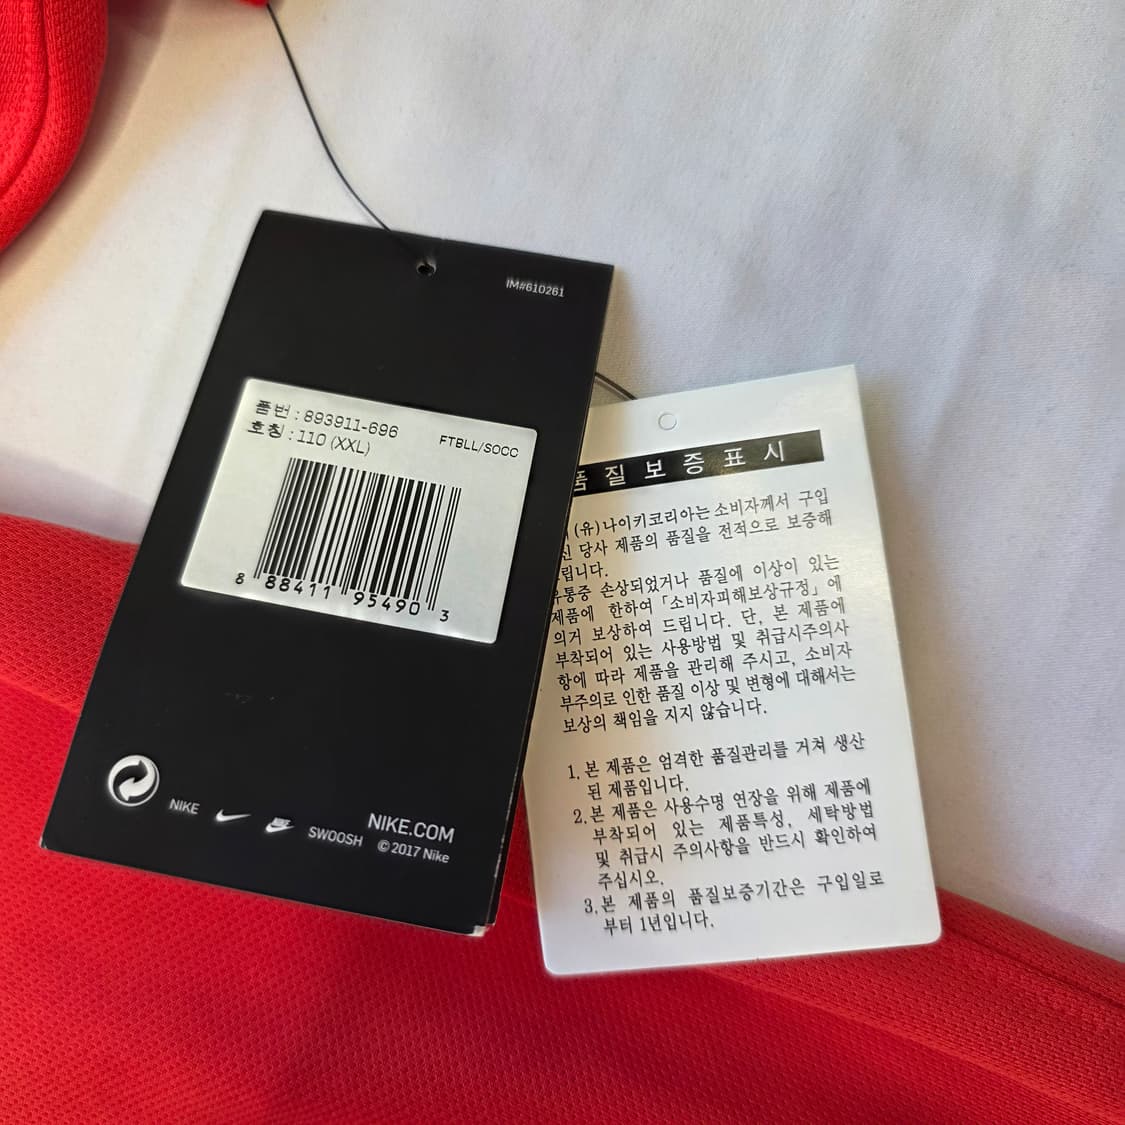 IM#610261
품번 : 893911-696
호칭 : 110 (XXL)
FTBLL/SOCC
8 88411 95490 3
NIKE
SWOOSH
NIKE.COM
© 2017 Nike
품질보증표시
(유)나이키코리아는 소비자께서 구입
당사 제품의 품질을 전적으로 보증해
립니다.
유통중 손상되었거나 품질에 이상이 있는
제품에 한하여 「소비자피해보상규정」에
의거 보상하여 드립니다. 단, 본 제품에
부착되어 있는 사용방법 및 취급시주의사
항에 따라 제품을 관리해 주시고, 소비자
부주의로 인한 품질 이상 및 변형에 대해서는
보상의 책임을 지지 않습니다.
1. 본 제품은 엄격한 품질관리를 거쳐 생산
된 제품입니다.
2. 본 제품은 사용수명 연장을 위해 제품에
부착되어 있는 제품특성, 세탁방법
및 취급시 주의사항을 반드시 확인하여
주십시오.
3. 본 제품의 품질보증기간은 구입일로
부터 1년입니다.